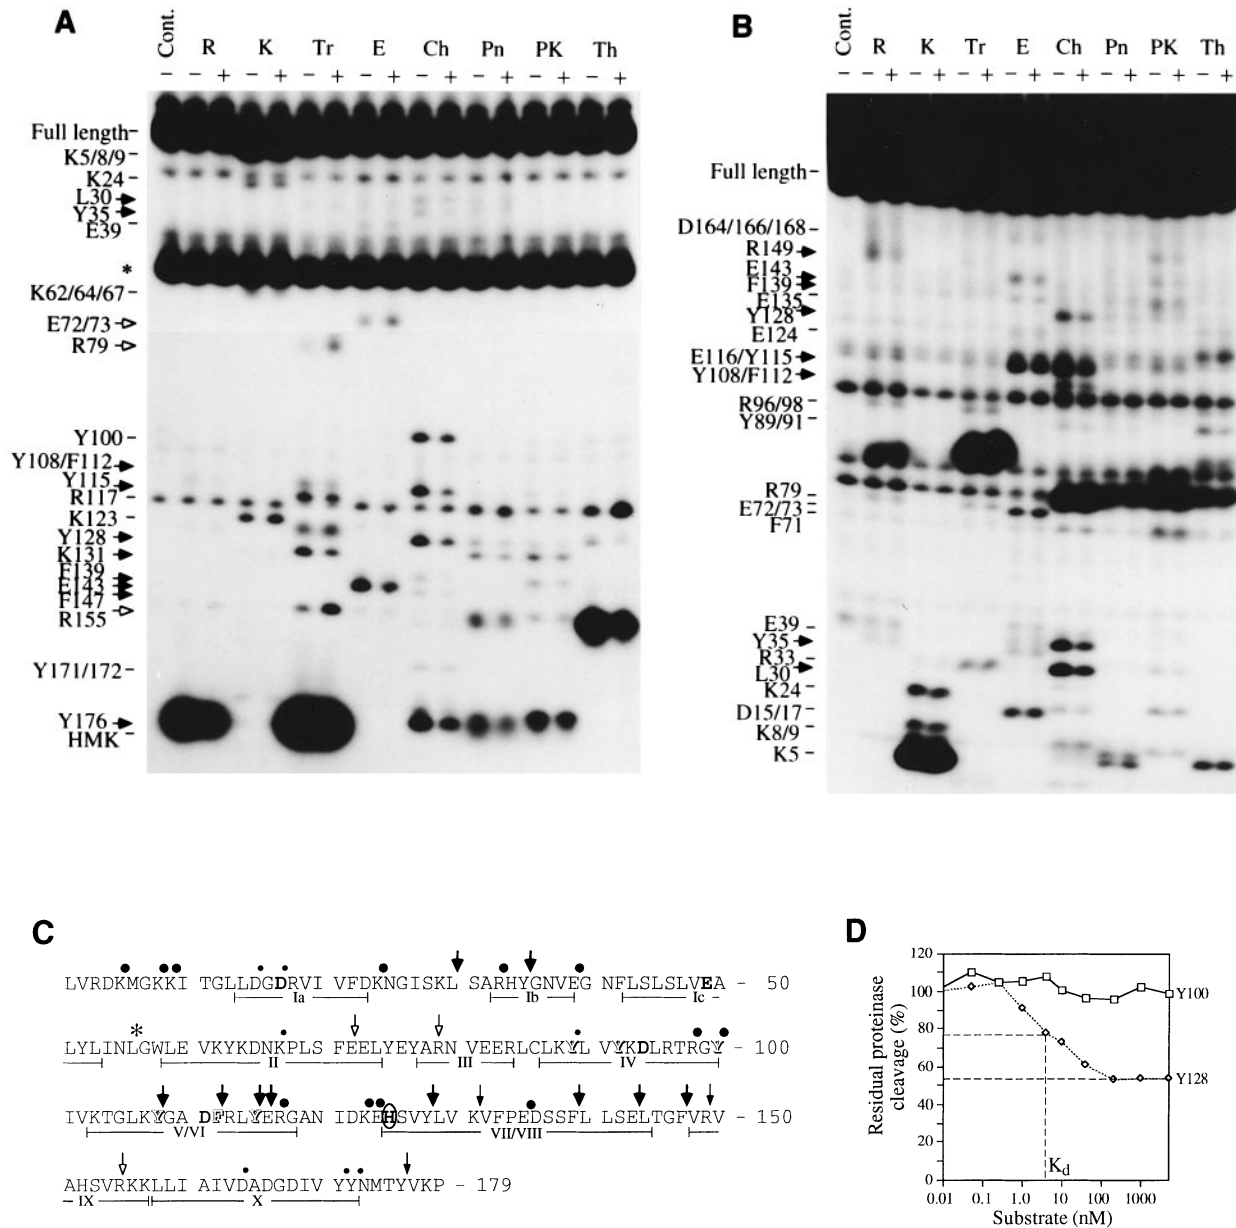 A
Cont. R K Tr E Ch Pn PK Th
– – + – + – + – + – + – + – + – +
Full length
K5/8/9
K24
L30
Y35
E39
*
K62/64/67
E72/73
R79
Y100
Y108/F112
Y115
R117
K123
Y128
K131
F139
E143
F147
R155
Y171/172
Y176
HMK
B
Cont. R K Tr E Ch Pn PK Th
– – + – + – + – + – + – + – + – +
Full length
D164/166/168
R149
E143
F139
E135
Y128
E124
E116/Y115
Y108/F112
R96/98
Y89/91
R79
E72/73
F71
E39
Y35
R33
L30
K24
D15/17
K8/9
K5
C
LVRDKMGKKI TGLLDGDRVI VFDKNGISKL SARHYGNVEG NFLSLSLVEA - 50
Ia Ib Ic
*
LYLINLGWLE VKYKDNKPLS FEELYEYARN VEERLCLKYL VYKDLRTRGY - 100
II III IV
IVKTGLKYGA DFRLYERGAN IDKEHSVYLV KVFPEDSSFL LSELTGFVRV - 150
V/VI VII/VIII
AHSVRKKLLI AIVDADGDIV YYNMTYVKP - 179
IX X
D
Residual proteinase cleavage (%)
120
100
80
60
40
20
0
Y100
Y128
Kd
0.01 0.1 1.0 10 100 1000
Substrate (nM)